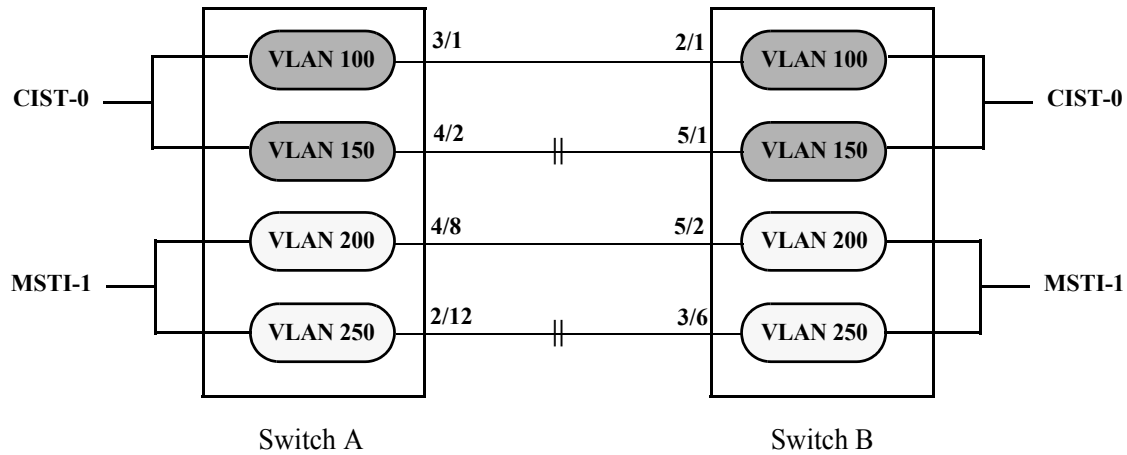 3/1 2/1
VLAN 100 VLAN 100
CIST-0 CIST-0
4/2 5/1
VLAN 150 VLAN 150
4/8 5/2
VLAN 200 VLAN 200
MSTI-1 MSTI-1
2/12 3/6
VLAN 250 VLAN 250
Switch A Switch B